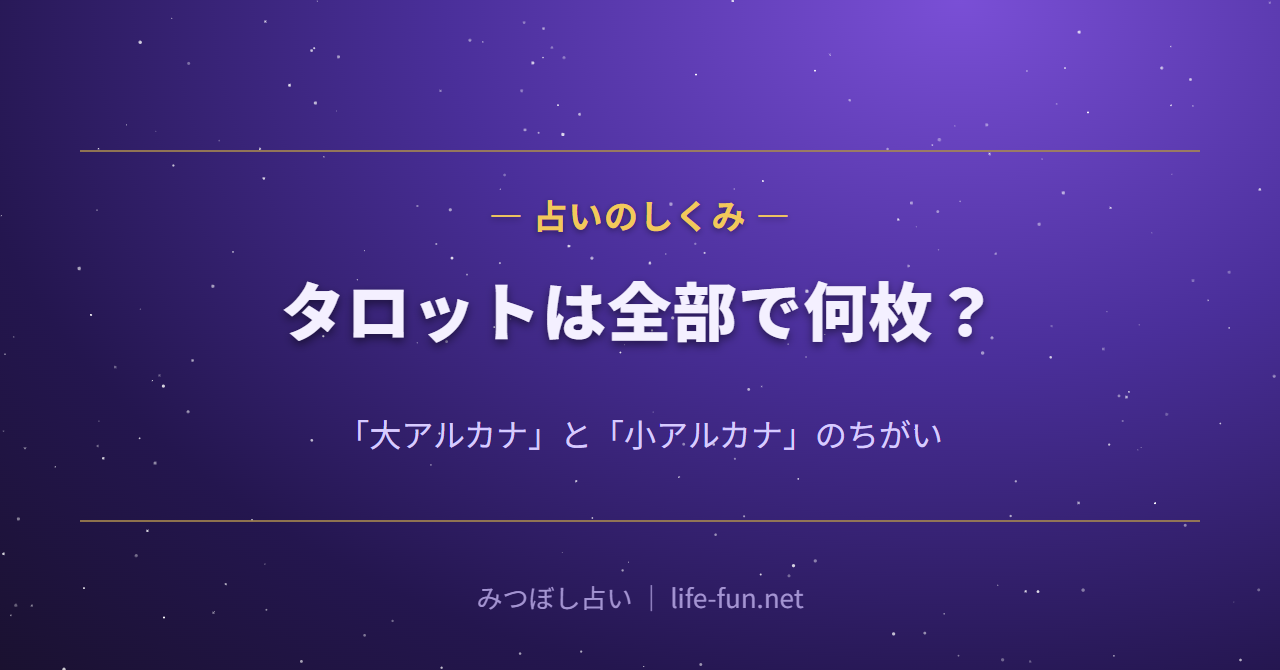 ― 占いのしくみ ―
タロットは全部で何枚？
「大アルカナ」と「小アルカナ」のちがい
みつぼし占い ｜ life-fun.net